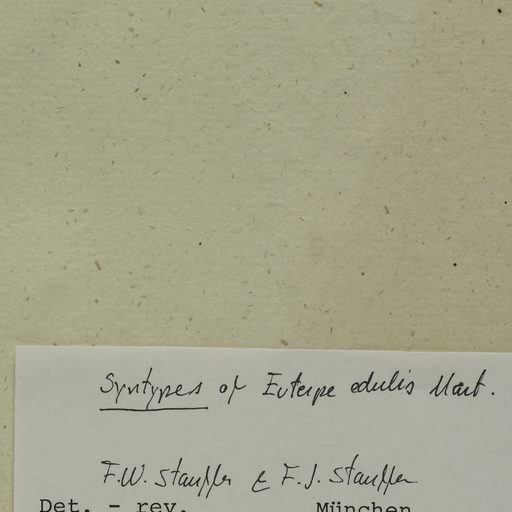 Syntypes of Euterpe edulis Mart.
F.W. Stauffer & F.J. Stauffer
Det. - rev. München